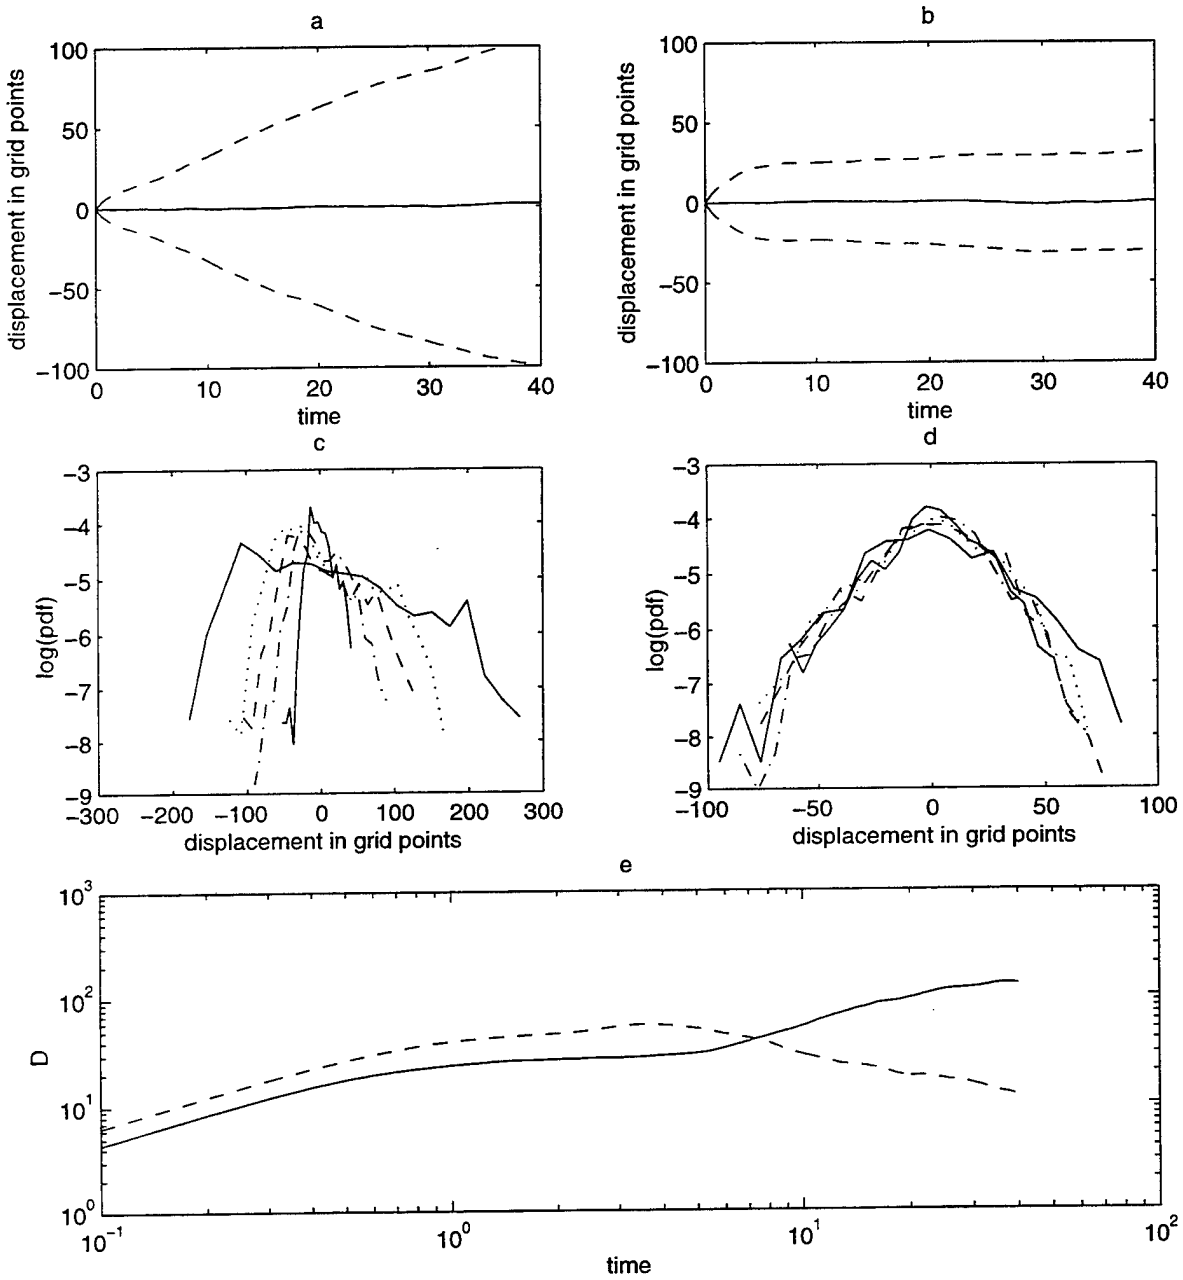 a
displacement in grid points
100
50
0
−50
−100
0 10 20 30 40
time
b
displacement in grid points
100
50
0
−50
−100
0 10 20 30 40
time
c
log(pdf)
−3
−4
−5
−6
−7
−8
−9
−300 −200 −100 0 100 200 300
displacement in grid points
d
log(pdf)
−3
−4
−5
−6
−7
−8
−9
−100 −50 0 50 100
displacement in grid points
e
D
10³
10²
10¹
10⁰
10⁻¹ 10⁰ 10¹ 10²
time